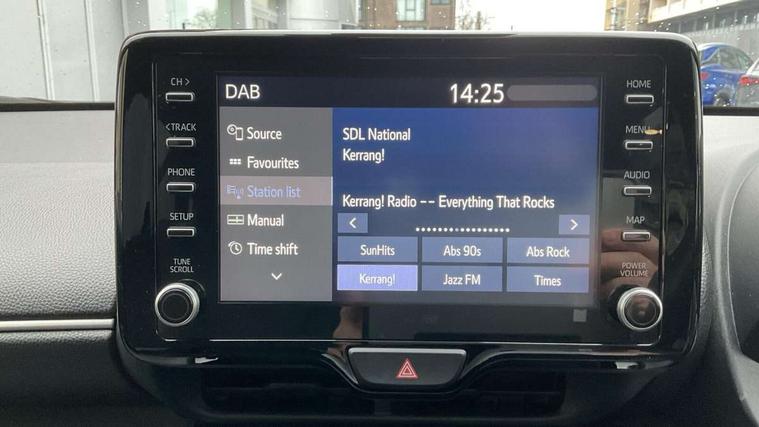 CH >
<TRACK
PHONE
SETUP
TUNE
SCROLL
DAB
14:25
Source
Favourites
Station list
Manual
Time shift
SDL National
Kerrang!
Kerrang! Radio -- Everything That Rocks
SunHits Abs 90s Abs Rock
Kerrang! Jazz FM Times
HOME
MENU
AUDIO
MAP
POWER
VOLUME